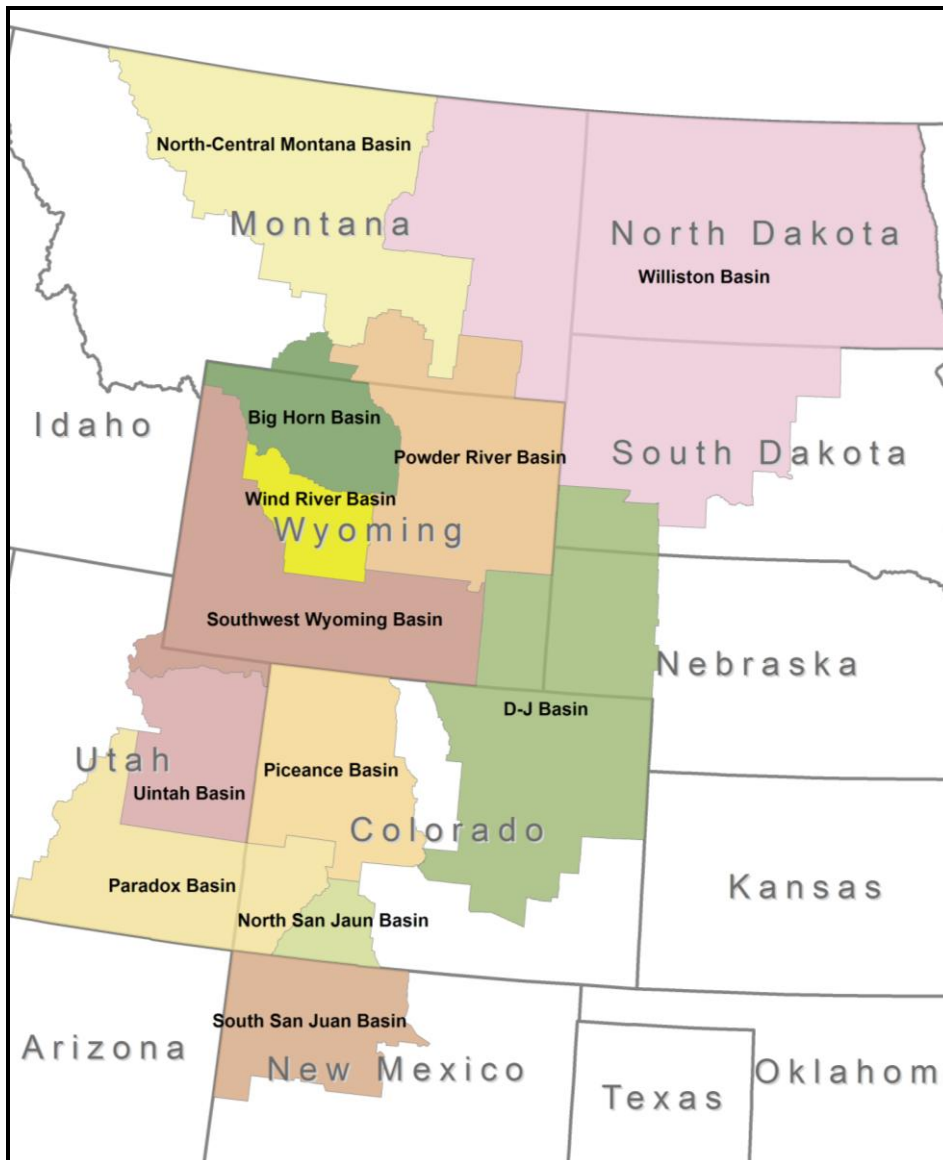 North-Central Montana Basin
Montana
North Dakota
Williston Basin
Idaho
Big Horn Basin
South Dakota
Powder River Basin
Wind River Basin
Wyoming
Southwest Wyoming Basin
Nebraska
D-J Basin
Utah
Piceance Basin
Uintah Basin
Colorado
Paradox Basin
Kansas
North San Jaun Basin
South San Juan Basin
Arizona
New Mexico
Oklahom
Texas